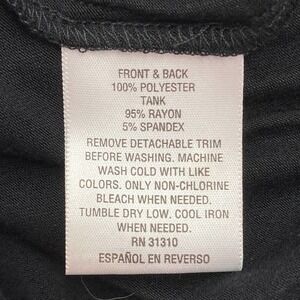 FRONT & BACK
100% POLYESTER
TANK
95% RAYON
5% SPANDEX
REMOVE DETACHABLE TRIM
BEFORE WASHING. MACHINE
WASH COLD WITH LIKE
COLORS. ONLY NON-CHLORINE
BLEACH WHEN NEEDED.
TUMBLE DRY LOW. COOL IRON
WHEN NEEDED.
RN 31310
ESPAÑOL EN REVERSO